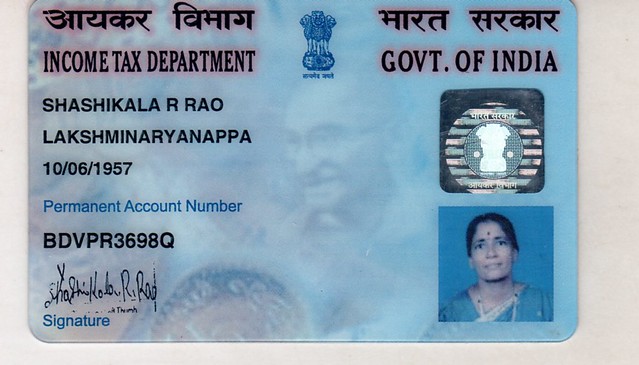 आयकर विभाग
भारत सरकार
INCOME TAX DEPARTMENT
GOVT. OF INDIA
सत्यमेव जयते
SHASHIKALA R RAO
LAKSHMINARYANAPPA
10/06/1957
भारत सरकार
आयकर विभाग
Permanent Account Number
BDVPR3698Q
Shashikala R. Rao
Signature